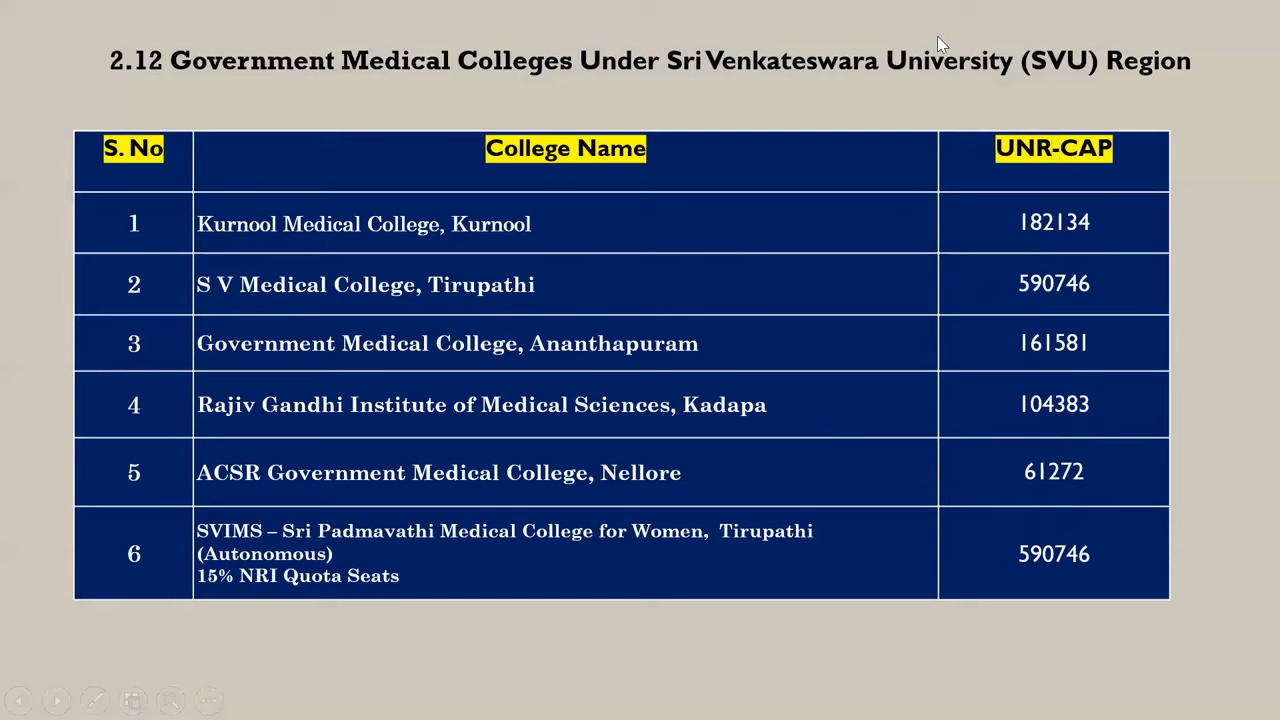 2.12 Government Medical Colleges Under Sri Venkateswara University (SVU) Region
S. No College Name UNR-CAP
1 Kurnool Medical College, Kurnool 182134
2 S V Medical College, Tirupathi 590746
3 Government Medical College, Ananthapuram 161581
4 Rajiv Gandhi Institute of Medical Sciences, Kadapa 104383
5 ACSR Government Medical College, Nellore 61272
6 SVIMS – Sri Padmavathi Medical College for Women, Tirupathi
(Autonomous) 590746
15% NRI Quota Seats